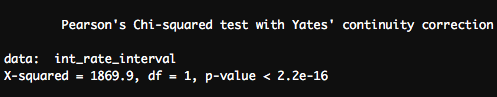 Pearson's Chi-squared test with Yates' continuity correction
data:  int_rate_interval
X-squared = 1869.9, df = 1, p-value < 2.2e-16